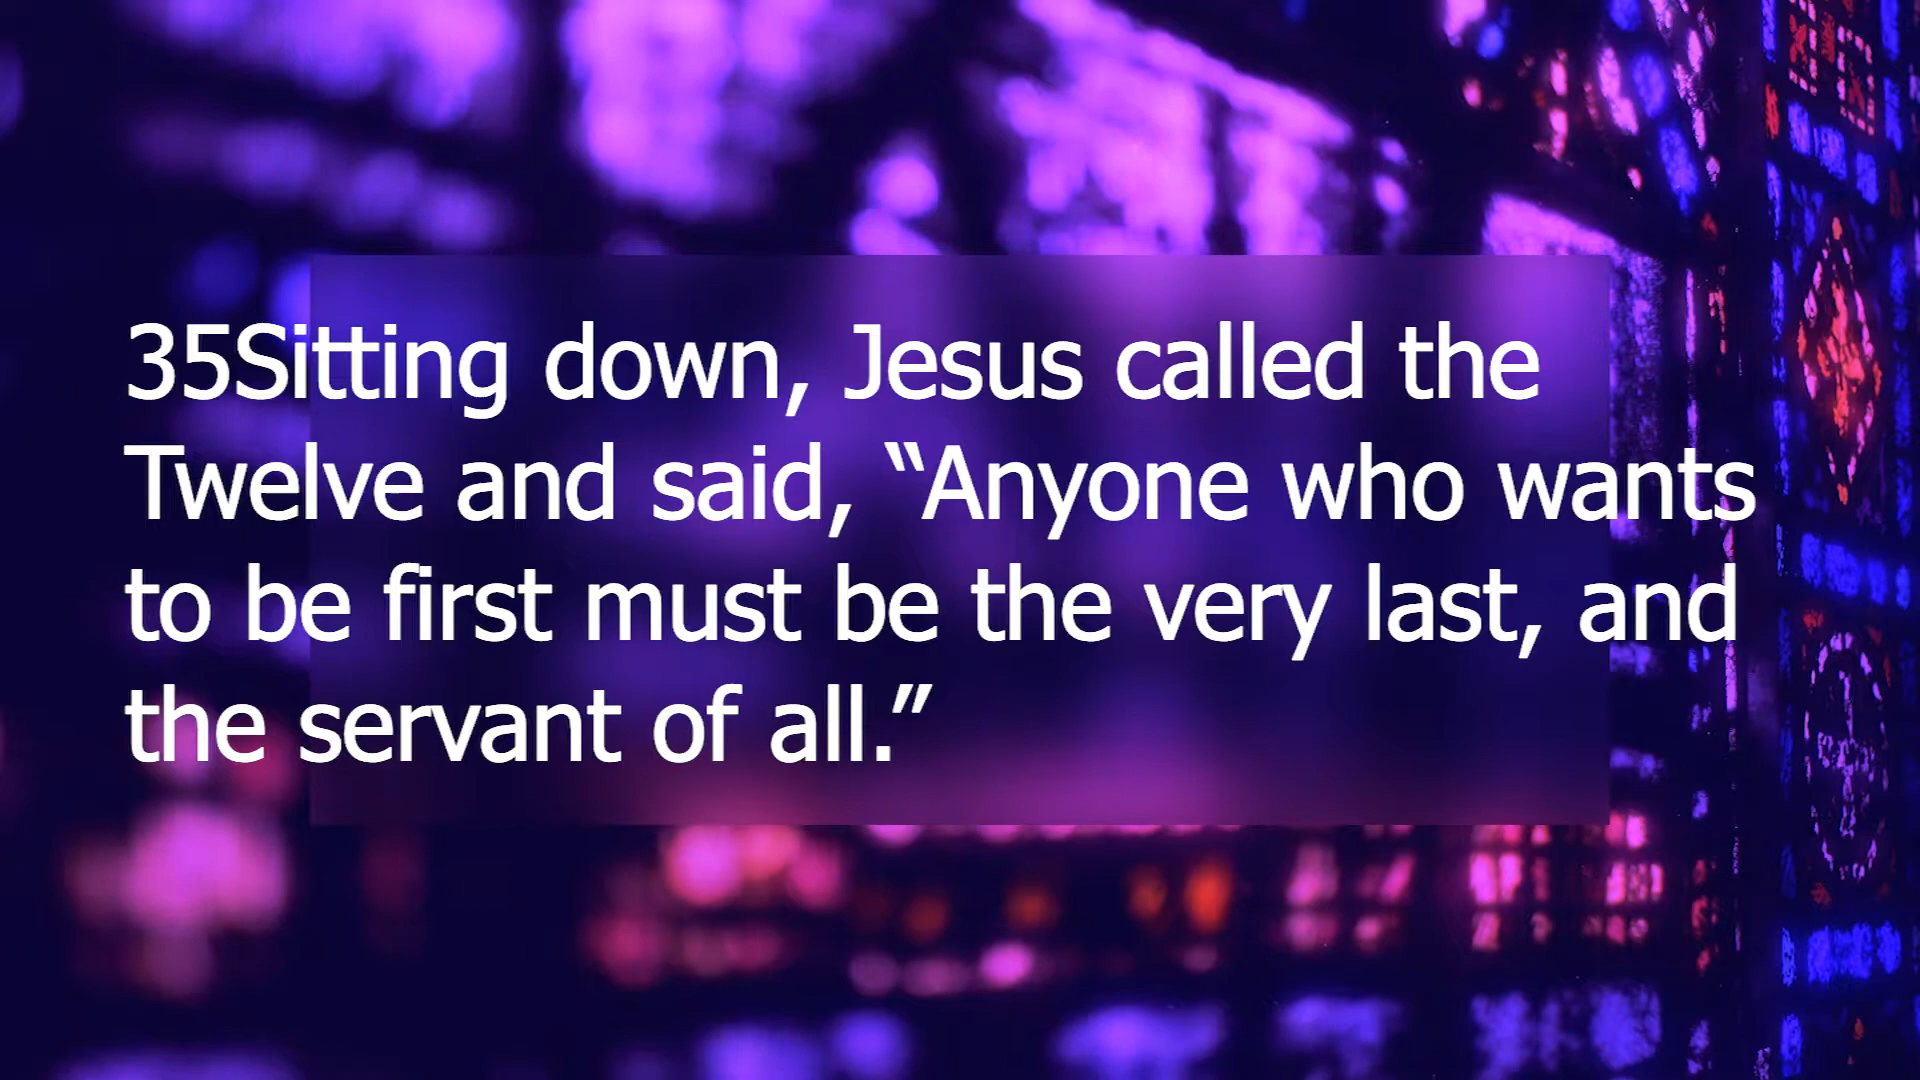 35Sitting down, Jesus called the
Twelve and said, “Anyone who wants
to be first must be the very last, and
the servant of all.”